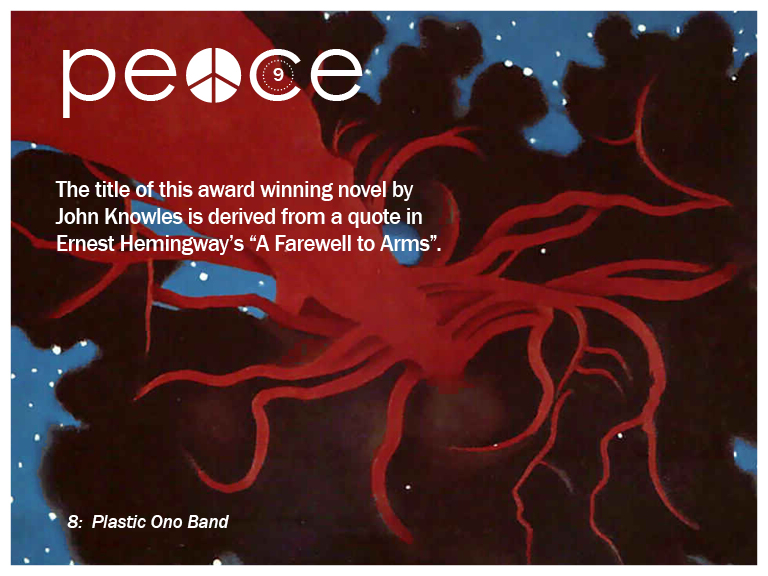 peace
9
The title of this award winning novel by
John Knowles is derived from a quote in
Ernest Hemingway's “A Farewell to Arms”.
8: Plastic Ono Band